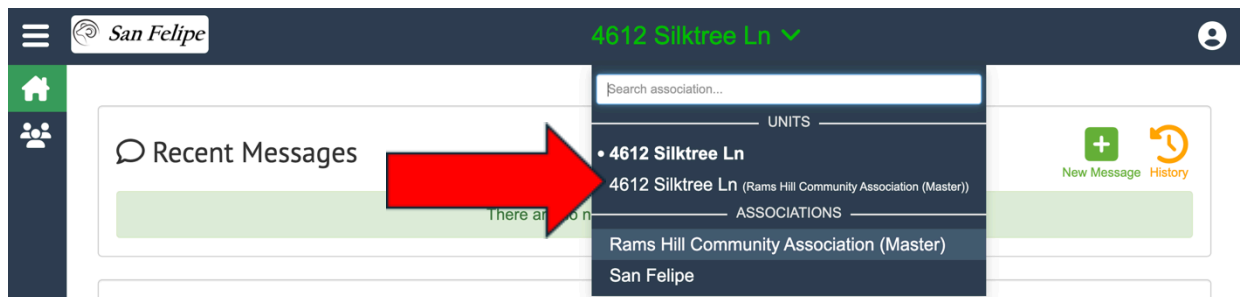 San Felipe
4612 Silktree Ln
Search association...
UNITS
Recent Messages
• 4612 Silktree Ln
New Message History
4612 Silktree Ln (Rams Hill Community Association (Master))
There are no n
ASSOCIATIONS
Rams Hill Community Association (Master)
San Felipe